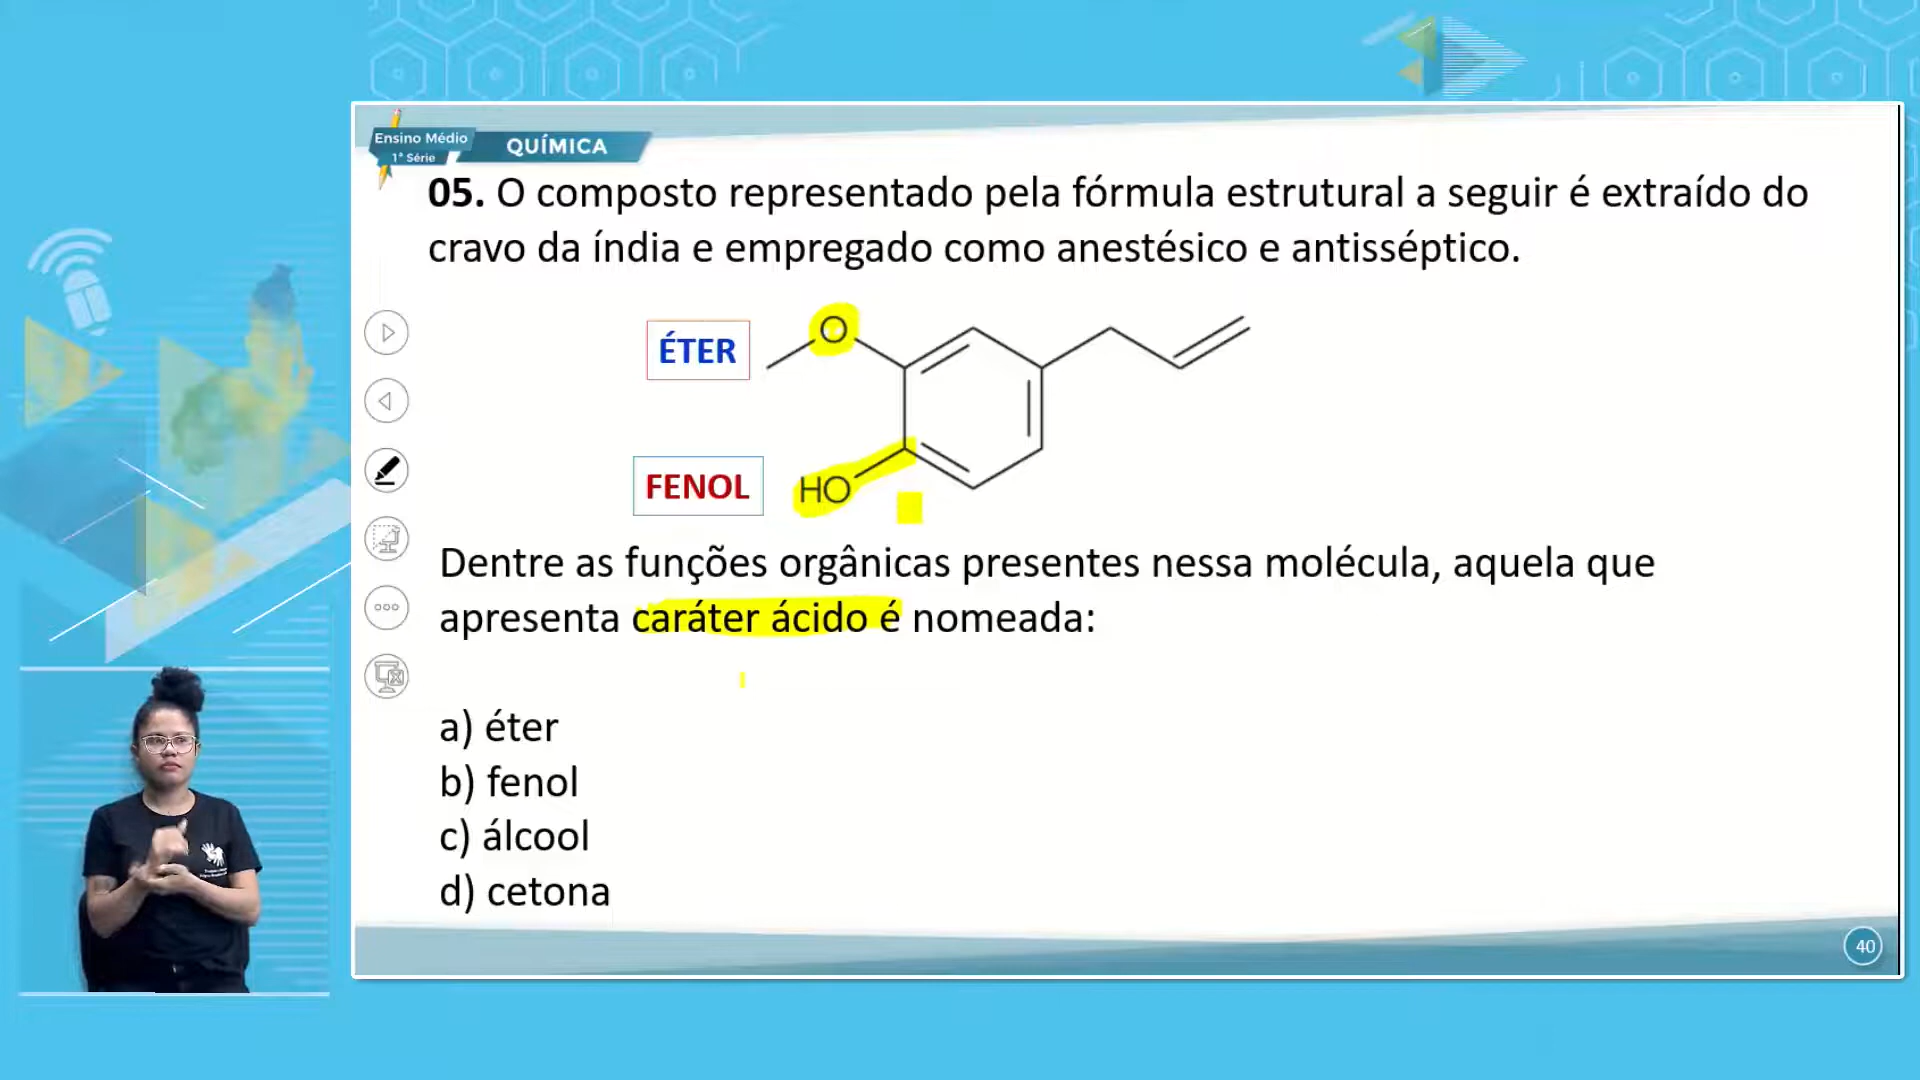 Ensino Médio
1ª Série
QUÍMICA
05. O composto representado pela fórmula estrutural a seguir é extraído do
cravo da índia e empregado como anestésico e antisséptico.
ÉTER
O
FENOL
HO
Dentre as funções orgânicas presentes nessa molécula, aquela que
apresenta caráter ácido é nomeada:
a) éter
b) fenol
c) álcool
d) cetona
40